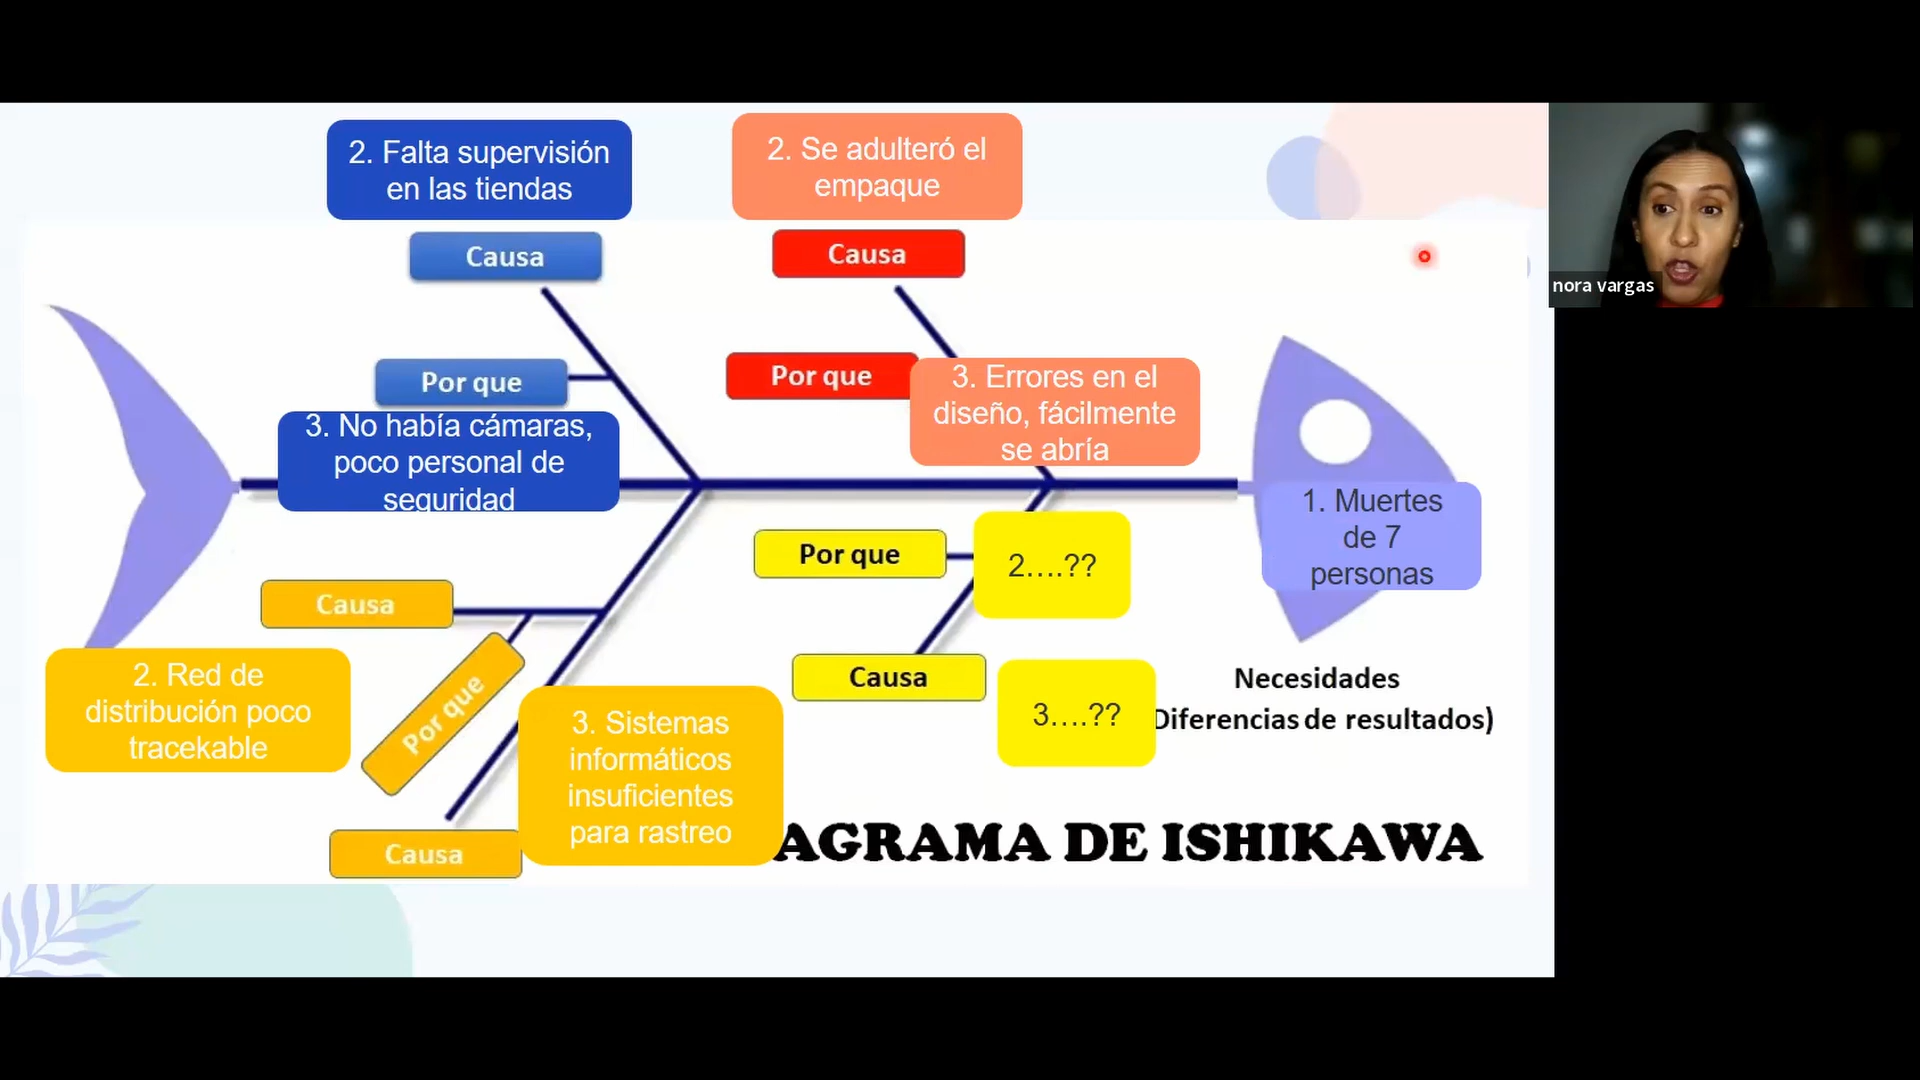 2. Falta supervisión
en las tiendas
2. Se adulteró el
empaque
Causa
Causa
nora vargas
Por que
Por que
3. Errores en el
diseño, fácilmente
se abría
3. No había cámaras,
poco personal de
seguridad
1. Muertes
de 7
personas
Por que
2....??
Causa
2. Red de
distribución poco
tracekable
Por que
Causa
3....??
Necesidades
Diferencias de resultados)
3. Sistemas
informáticos
insuficientes
para rastreo
Causa
AGRAMA DE ISHIKAWA